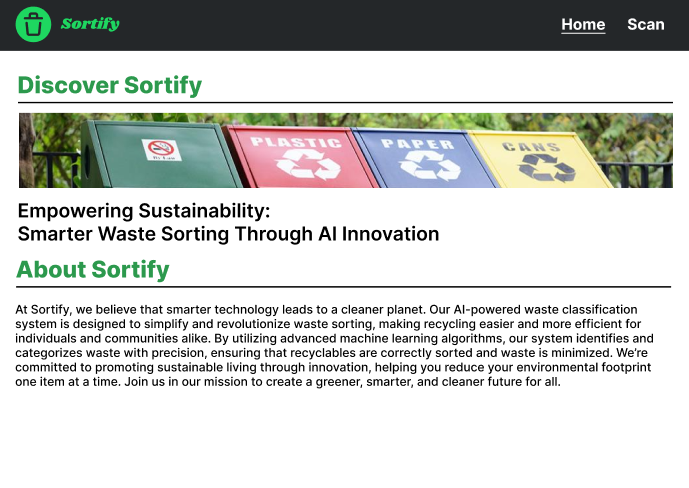 Sortify
Home Scan
Discover Sortify
By Law
PLASTIC
PAPER
CANS
Empowering Sustainability:
Smarter Waste Sorting Through AI Innovation
About Sortify
At Sortify, we believe that smarter technology leads to a cleaner planet. Our AI-powered waste classification
system is designed to simplify and revolutionize waste sorting, making recycling easier and more efficient for
individuals and communities alike. By utilizing advanced machine learning algorithms, our system identifies and
categorizes waste with precision, ensuring that recyclables are correctly sorted and waste is minimized. We're
committed to promoting sustainable living through innovation, helping you reduce your environmental footprint
one item at a time. Join us in our mission to create a greener, smarter, and cleaner future for all.